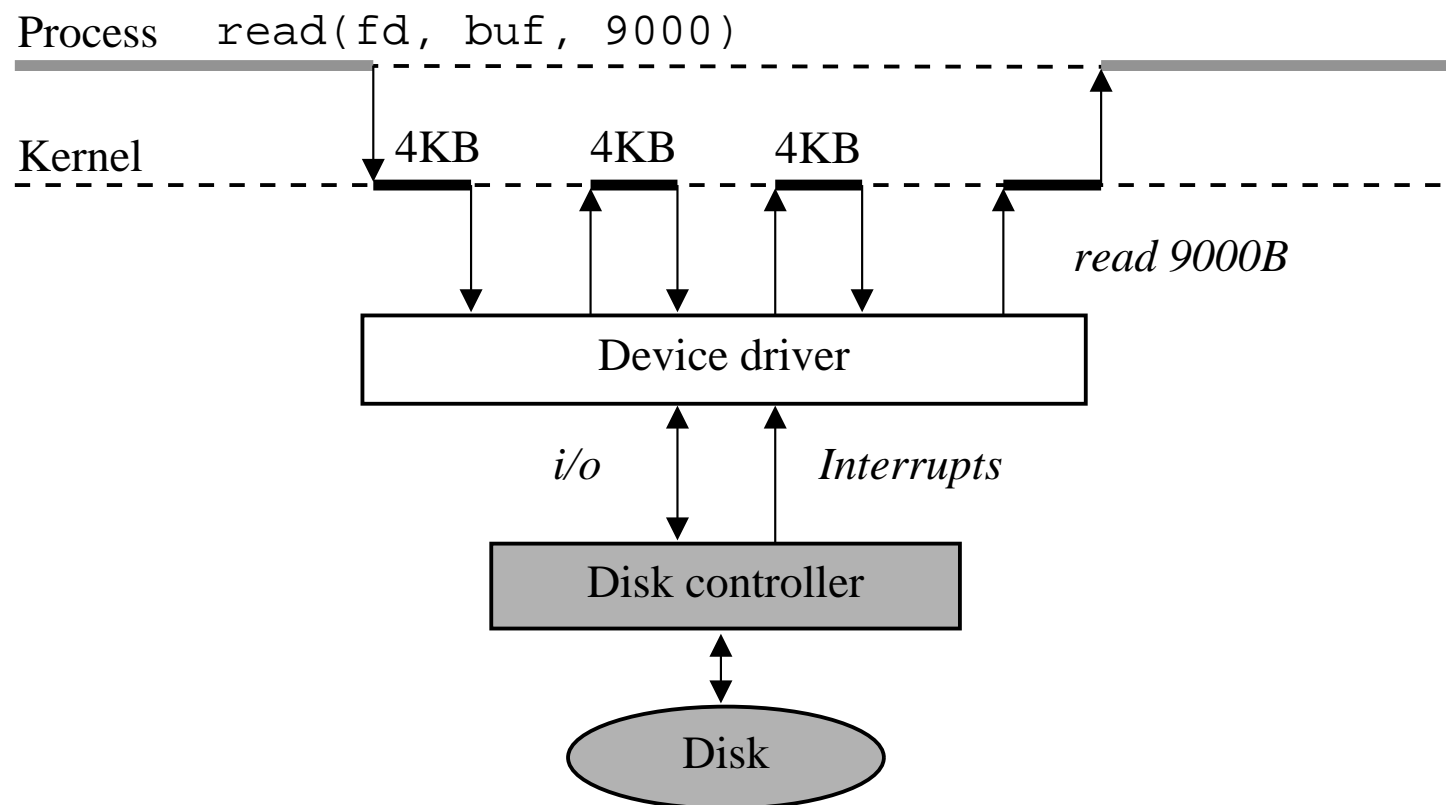 Process read(fd, buf, 9000)
Kernel 4KB 4KB 4KB
read 9000B
Device driver
i/o Interrupts
Disk controller
Disk